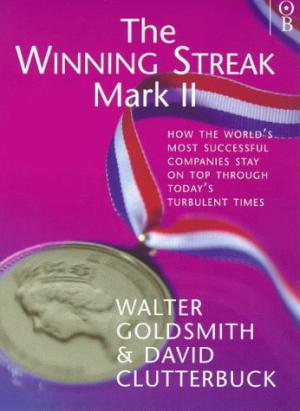 B
The
WINNING STREAK
Mark II
HOW THE WORLD'S
MOST SUCCESSFUL
COMPANIES STAY
ON TOP THROUGH
TODAY'S
TURBULENT TIMES
WALTER
GOLDSMITH
& DAVID
CLUTTERBUCK